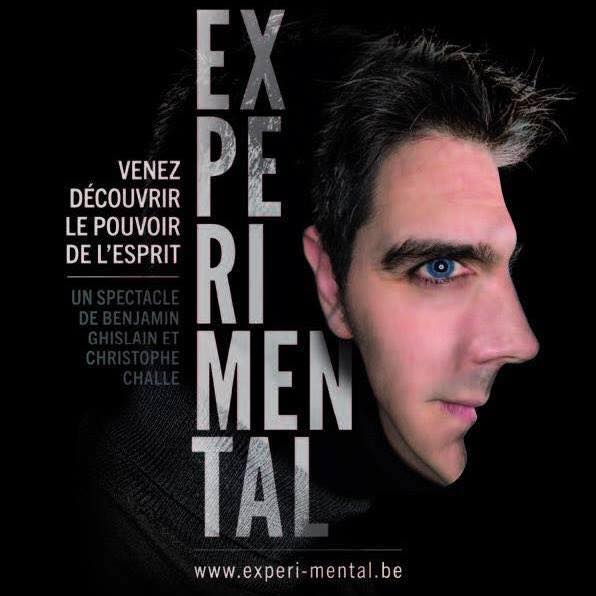 EX
PE
RI
MEN
TAL
VENEZ
DÉCOUVRIR
LE POUVOIR
DE L'ESPRIT
UN SPECTACLE
DE BENJAMIN
GHISLAIN ET
CHRISTOPHE
CHALLE
www.experi-mental.be